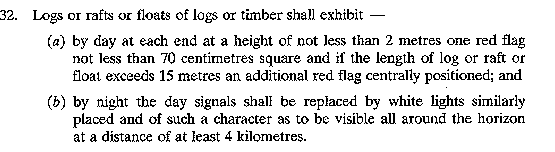 32. Logs or rafts or floats of logs or timber shall exhibit —
(a) by day at each end at a height of not less than 2 metres one red flag
not less than 70 centimetres square and if the length of log or raft or
float exceeds 15 metres an additional red flag centrally positioned; and
(b) by night the day signals shall be replaced by white lights similarly
placed and of such a character as to be visible all around the horizon
at a distance of at least 4 kilometres.